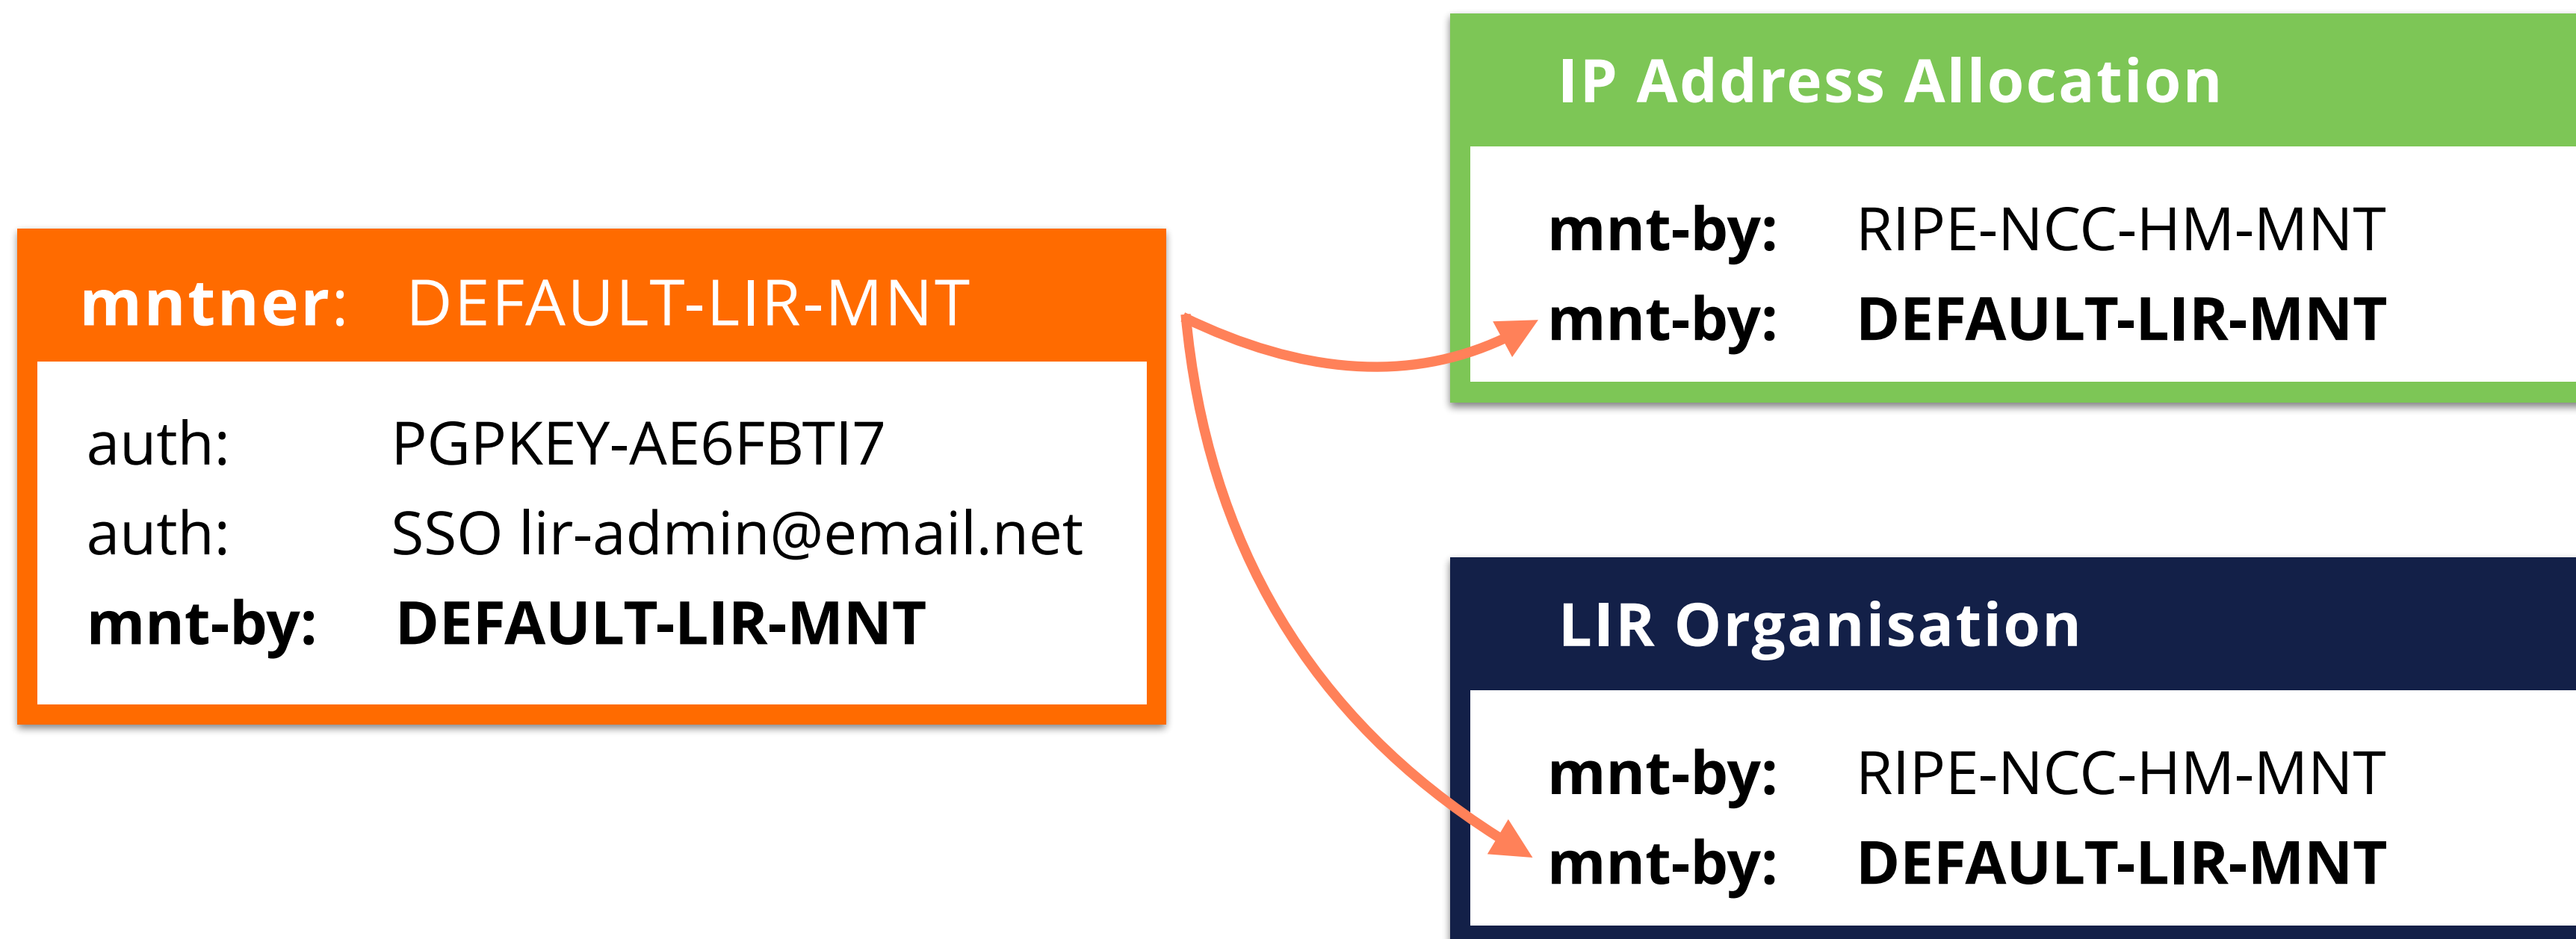 mntner: DEFAULT-LIR-MNT
auth: PGPKEY-AE6FBTI7
auth: SSO lir-admin@email.net
mnt-by: DEFAULT-LIR-MNT
IP Address Allocation
mnt-by: RIPE-NCC-HM-MNT
mnt-by: DEFAULT-LIR-MNT
LIR Organisation
mnt-by: RIPE-NCC-HM-MNT
mnt-by: DEFAULT-LIR-MNT